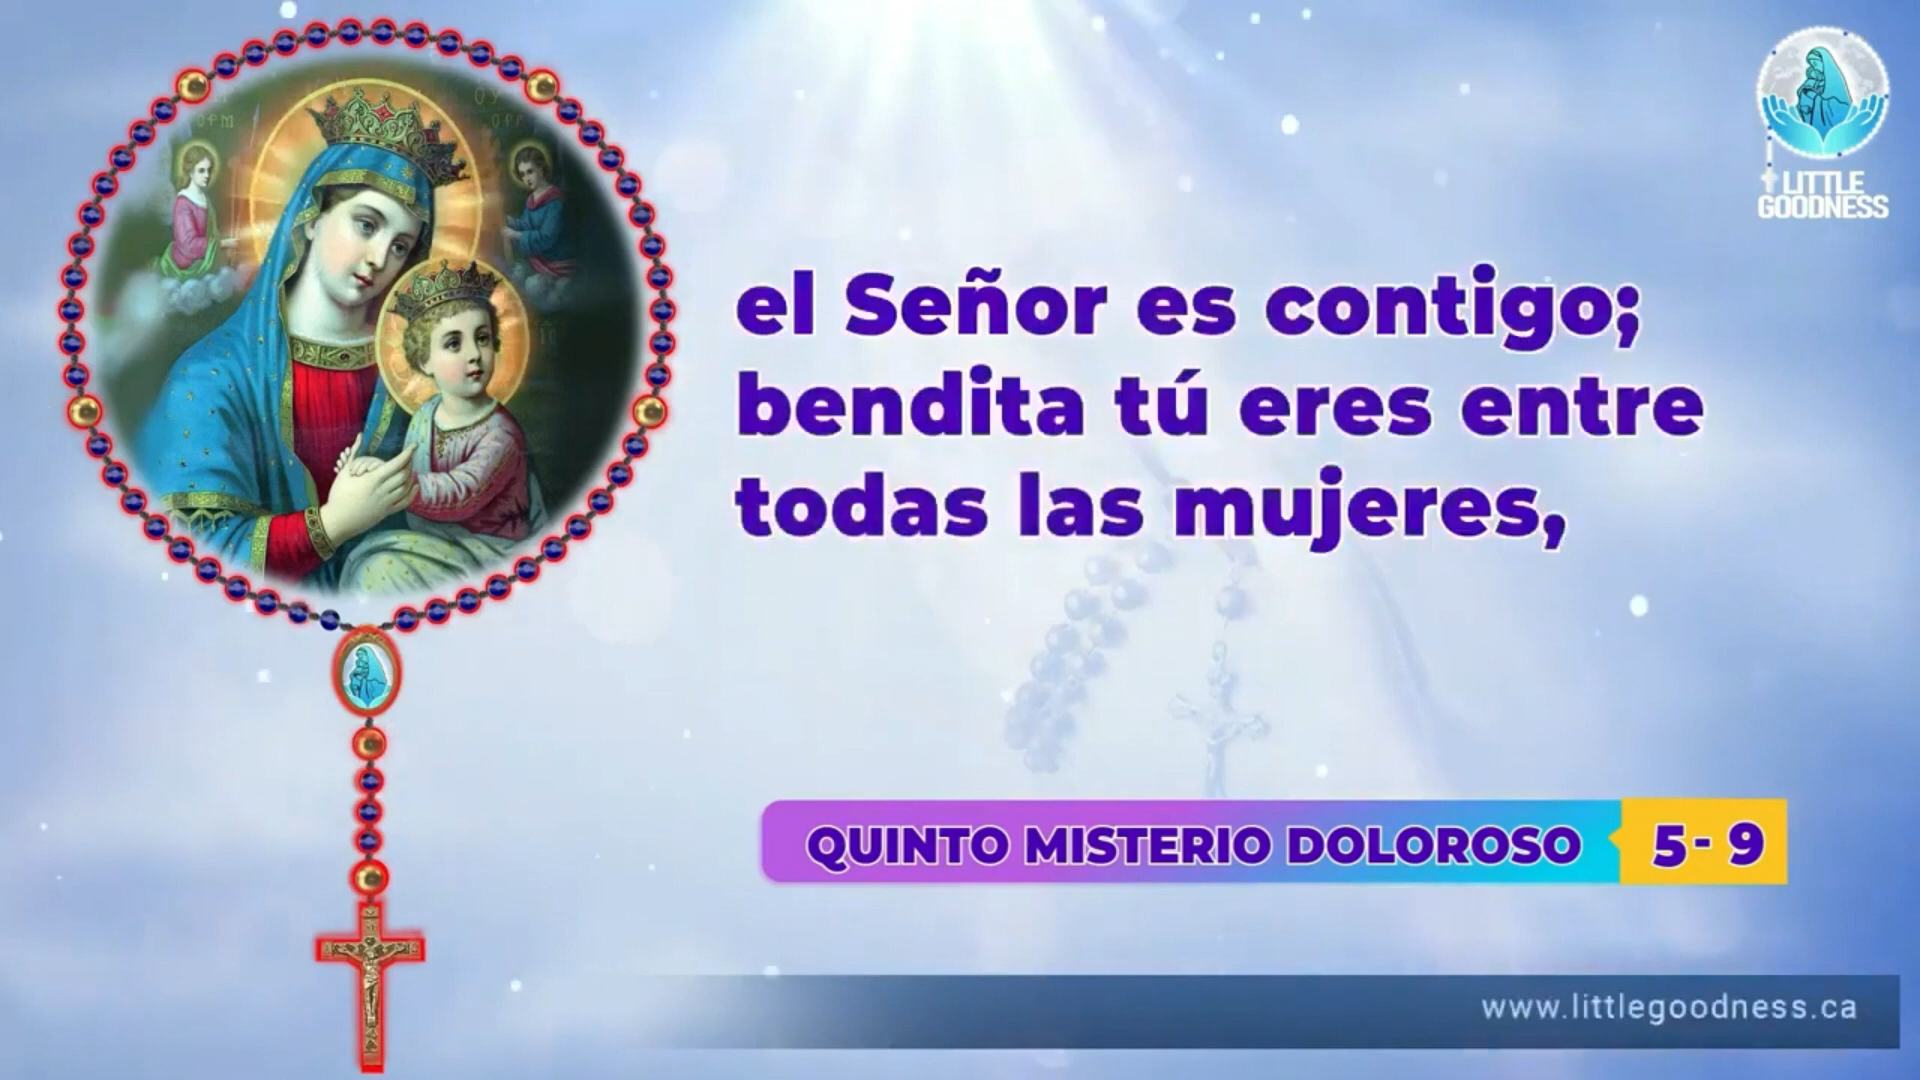 LITTLE
GOODNESS
el Señor es contigo;
bendita tú eres entre
todas las mujeres,
QUINTO MISTERIO DOLOROSO 5- 9
www.littlegoodness.ca